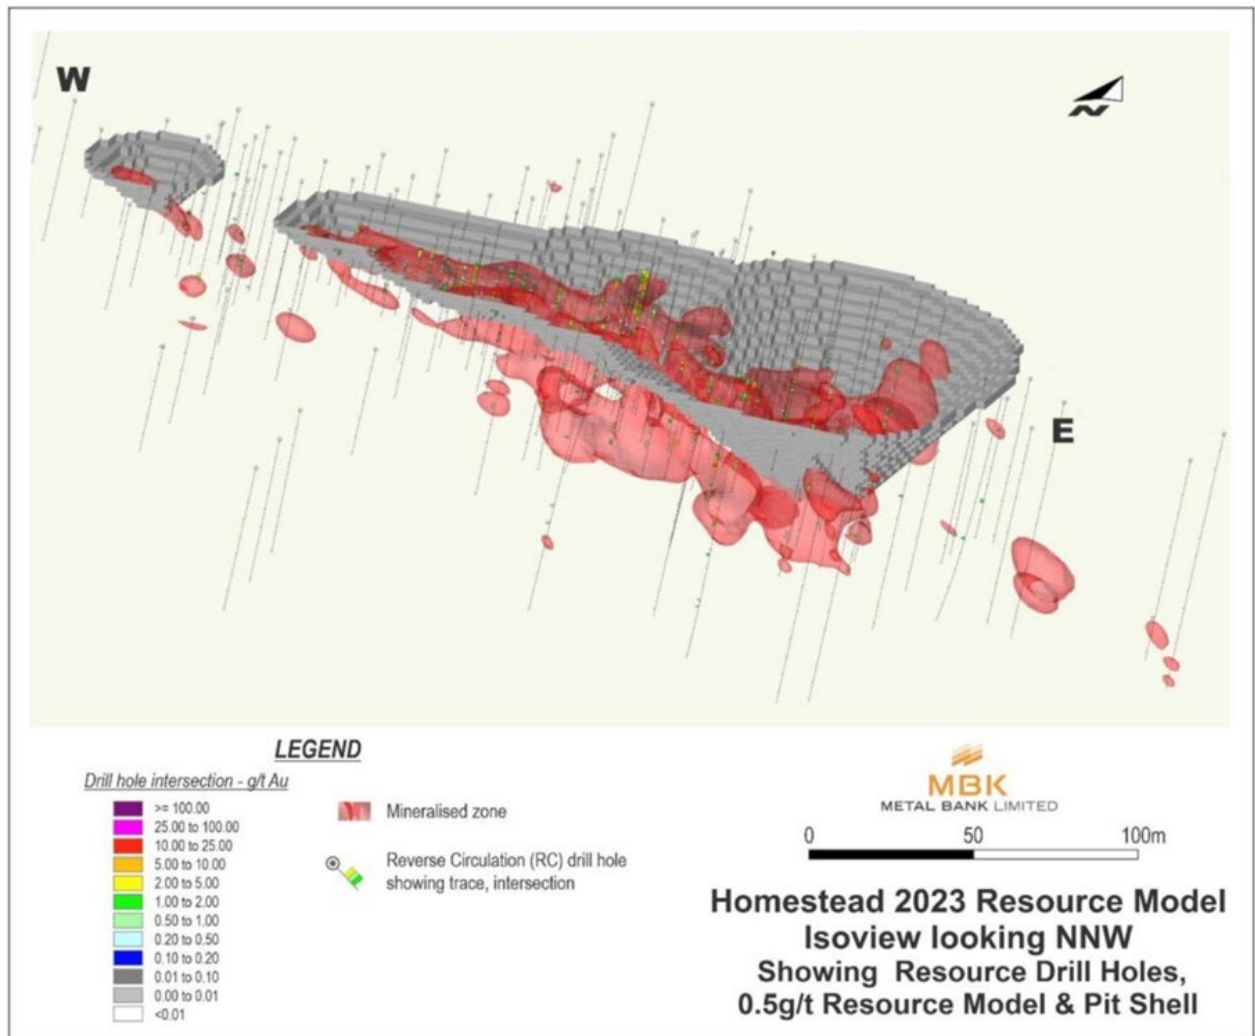 W
N
E
LEGEND
Drill hole intersection - g/t Au
>= 100.00
25.00 to 100.00
10.00 to 25.00
5.00 to 10.00
2.00 to 5.00
1.00 to 2.00
0.50 to 1.00
0.20 to 0.50
0.10 to 0.20
0.01 to 0.10
0.00 to 0.01
<0.01
Mineralised zone
Reverse Circulation (RC) drill hole
showing trace, intersection
MBK
METAL BANK LIMITED
0 50 100m
Homestead 2023 Resource Model
Isoview looking NNW
Showing Resource Drill Holes,
0.5g/t Resource Model & Pit Shell